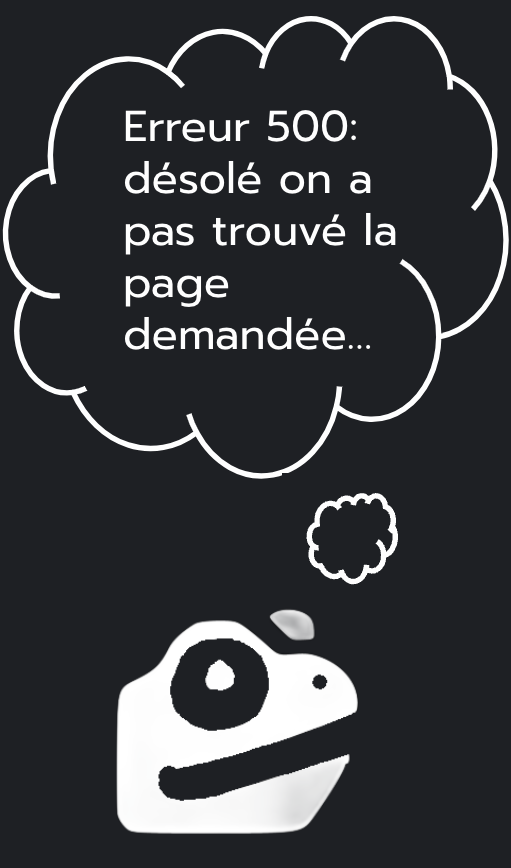 Erreur 500:
désolé on a
pas trouvé la
page
demandée...